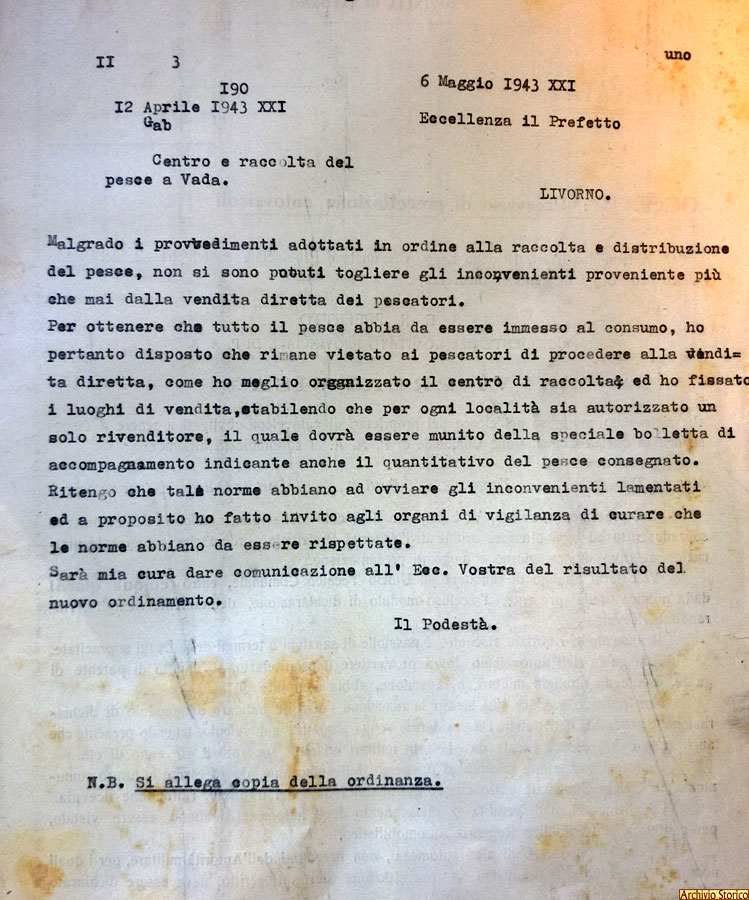 II 3 uno
190 6 Maggio 1943 XXI
12 Aprile 1943 XXI
Gab Eccellenza il Prefetto
Centro e raccolta del
pesce a Vada.
LIVORNO.
Malgrado i provvedimenti adottati in ordine alla raccolta e distribuzione
del pesce, non si sono potuti togliere gli inconvenienti proveniente più
che mai dalla vendita diretta dei pescatori.
Per ottenere che tutto il pesce abbia da essere immesso al consumo, ho
pertanto disposto che rimane vietato ai pescatori di procedere alla vendi=
ta diretta, come ho meglio organizzato il centro di raccolta; ed ho fissato
i luoghi di vendita,stabilendo che per ogni località sia autorizzato un
solo rivenditore, il quale dovrà essere munito della speciale bolletta di
accompagnamento indicante anche il quantitativo del pesce consegnato.
Ritengo che tale norme abbiano ad ovviare gli inconvenienti lamentati
ed a proposito ho fatto invito agli organi di vigilanza di curare che
le norme abbiano da essere rispettate.
Sarà mia cura dare comunicazione all' Ecc. Vostra del risultato del
nuovo ordinamento.
Il Podestà.
N.B. Si allega copia della ordinanza.
Archivio Storico